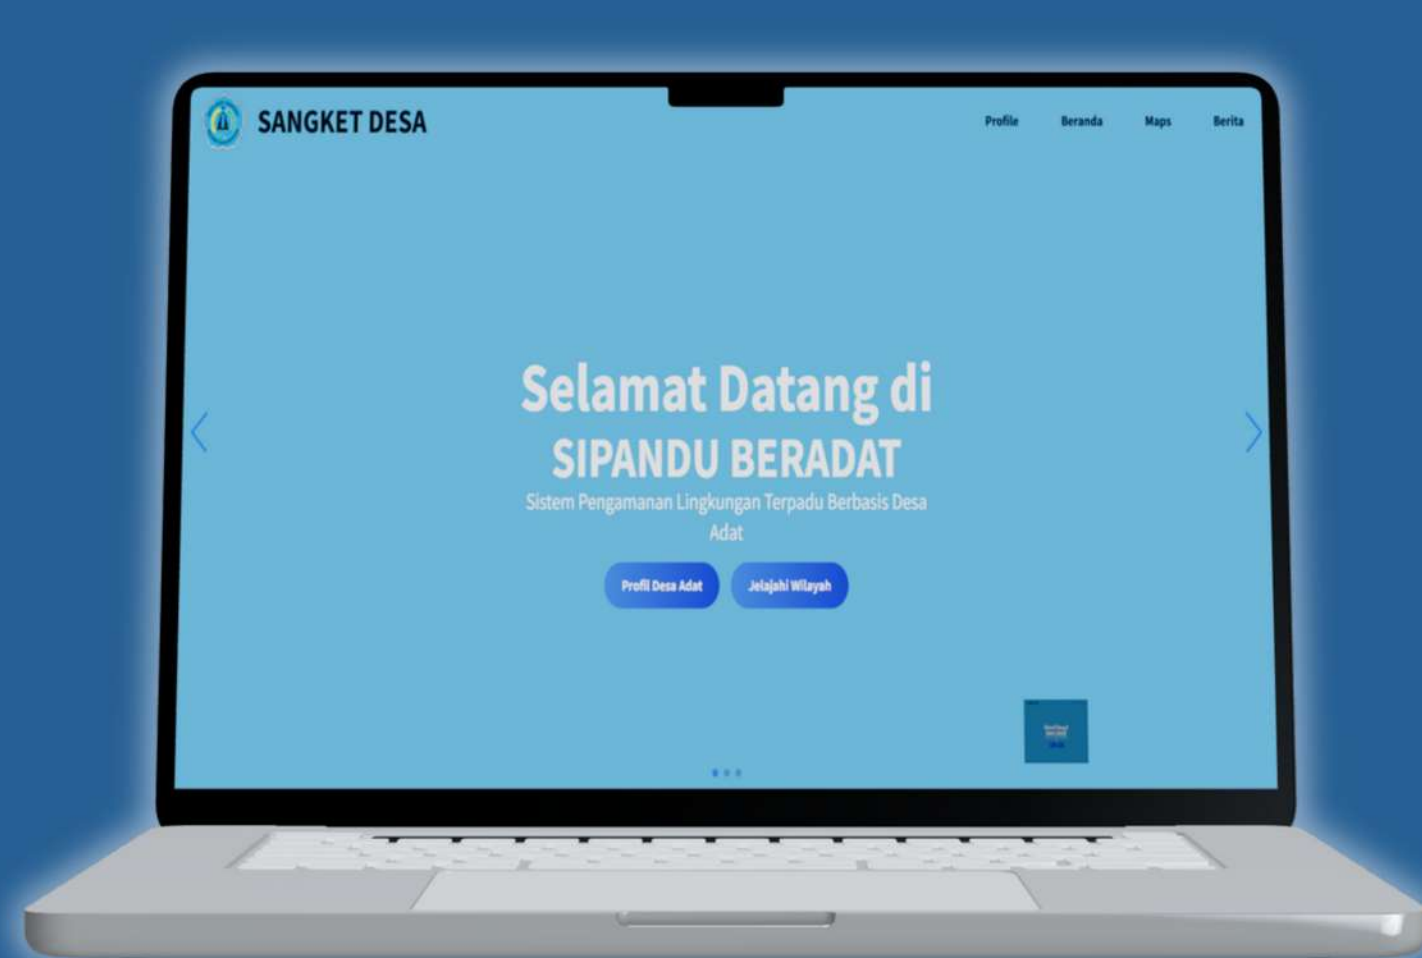 SANGKET DESA
Profile Beranda Maps Berita
Selamat Datang di
SIPANDU BERADAT
Sistem Pengamanan Lingkungan Terpadu Berbasis Desa
Adat
Profil Desa Adat Jelajahi Wilayah